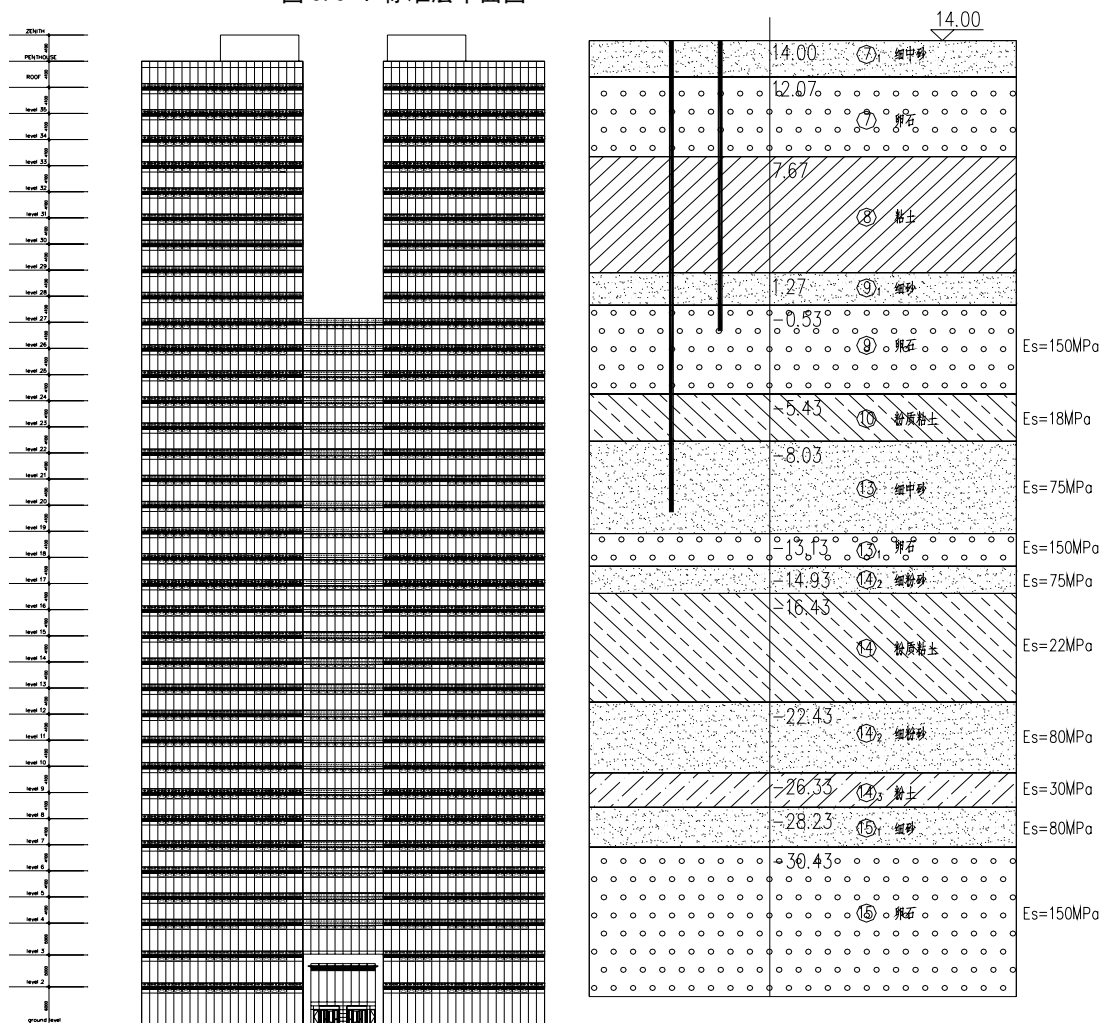 14.00
ZENITH
PENTHOUSE
ROOF
level 35
level 34
level 33
level 32
level 31
level 30
level 29
level 28
level 27
level 26
level 25
level 24
level 23
level 22
level 21
level 20
level 19
level 18
level 17
level 16
level 15
level 14
level 13
level 12
level 11
level 10
level 9
level 8
level 7
level 6
level 5
level 4
level 3
level 2
ground level
14.00 ⑦1 细中砂
12.07
⑦ 卵石
7.67
⑧ 粘土
1.27 ⑨1 细砂
-0.53
⑨ 卵石 Es=150MPa
-5.43 ⑩ 粉质粘土 Es=18MPa
-8.03
⑬ 细中砂 Es=75MPa
-13.13 ⑬1 卵石 Es=150MPa
-14.93 ⑭2 细粉砂 Es=75MPa
-16.43
⑭ 粉质粘土 Es=22MPa
-22.43
⑭2 细粉砂 Es=80MPa
-26.33 ⑭3 粉土 Es=30MPa
-28.23 ⑮1 细砂 Es=80MPa
-30.43
⑮ 卵石 Es=150MPa